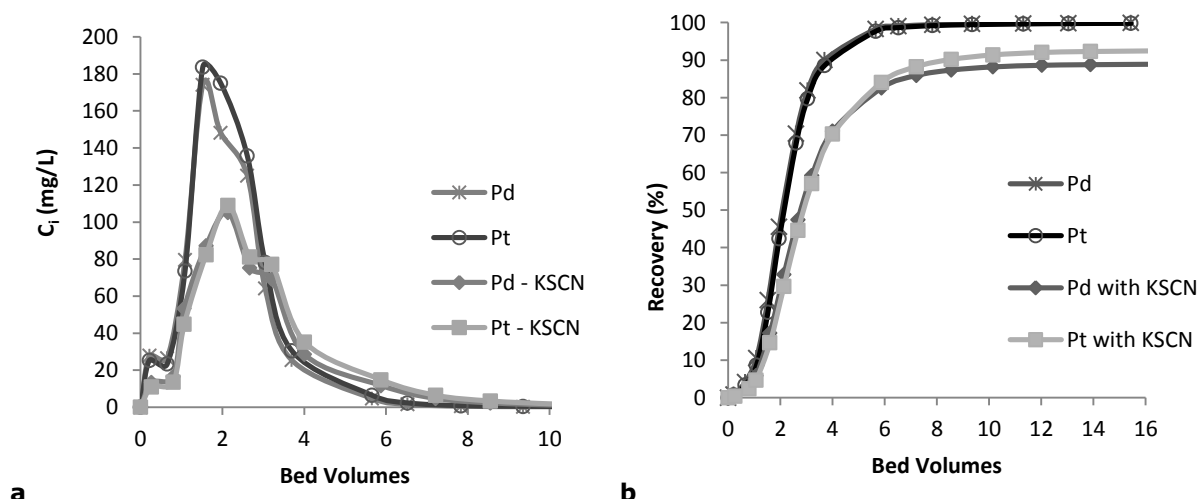 200
180
160
140
120
100
80
60
40
20
0
0 2 4 6 8 10
C_i (mg/L)
Bed Volumes
Pd
Pt
Pd - KSCN
Pt - KSCN
a
100
90
80
70
60
50
40
30
20
10
0
0 2 4 6 8 10 12 14 16
Recovery (%)
Bed Volumes
Pd
Pt
Pd with KSCN
Pt with KSCN
b